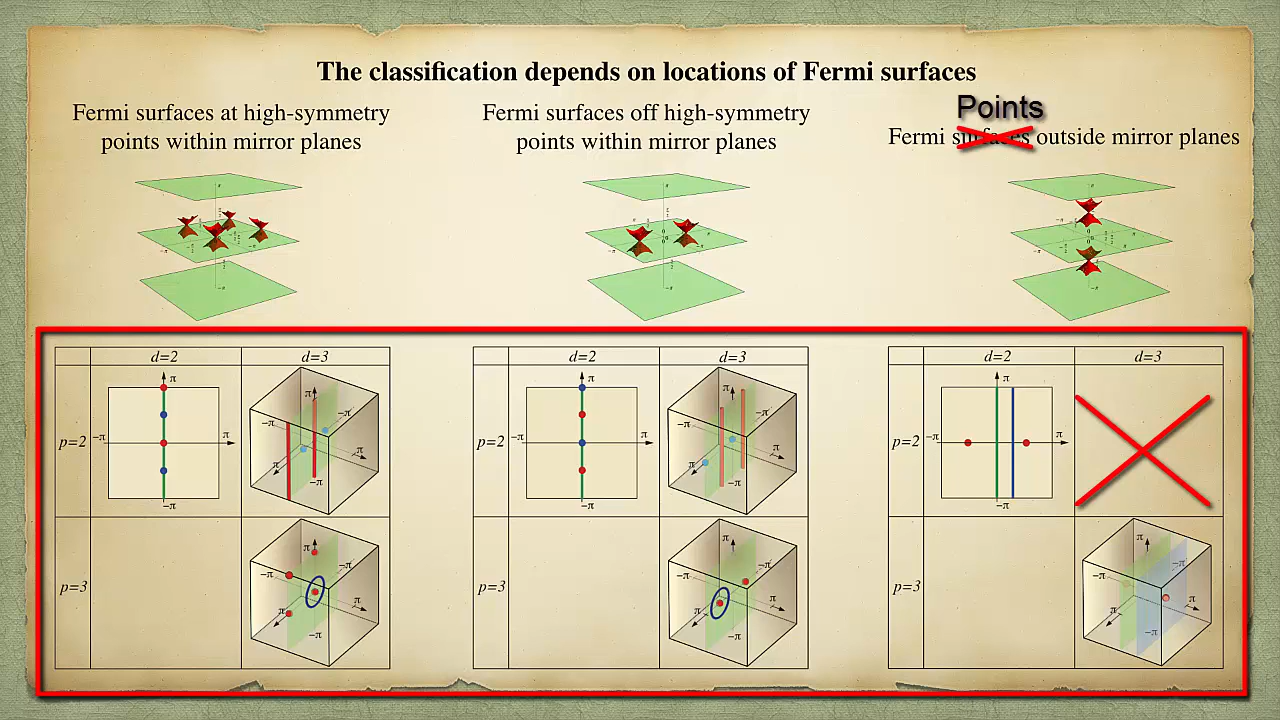 The classification depends on locations of Fermi surfaces
Fermi surfaces at high-symmetry
points within mirror planes
Fermi surfaces off high-symmetry
points within mirror planes
Points
Fermi surfaces outside mirror planes
d=2
d=3
p=2
π
−π
π
−π
π
−π
−π
π
π
−π
p=3
π
−π
−π
π
π
−π
d=2
d=3
p=2
π
−π
π
−π
π
−π
−π
π
π
−π
p=3
π
−π
−π
π
π
−π
d=2
d=3
p=2
π
−π
π
−π
p=3
π
−π
−π
π
π
−π